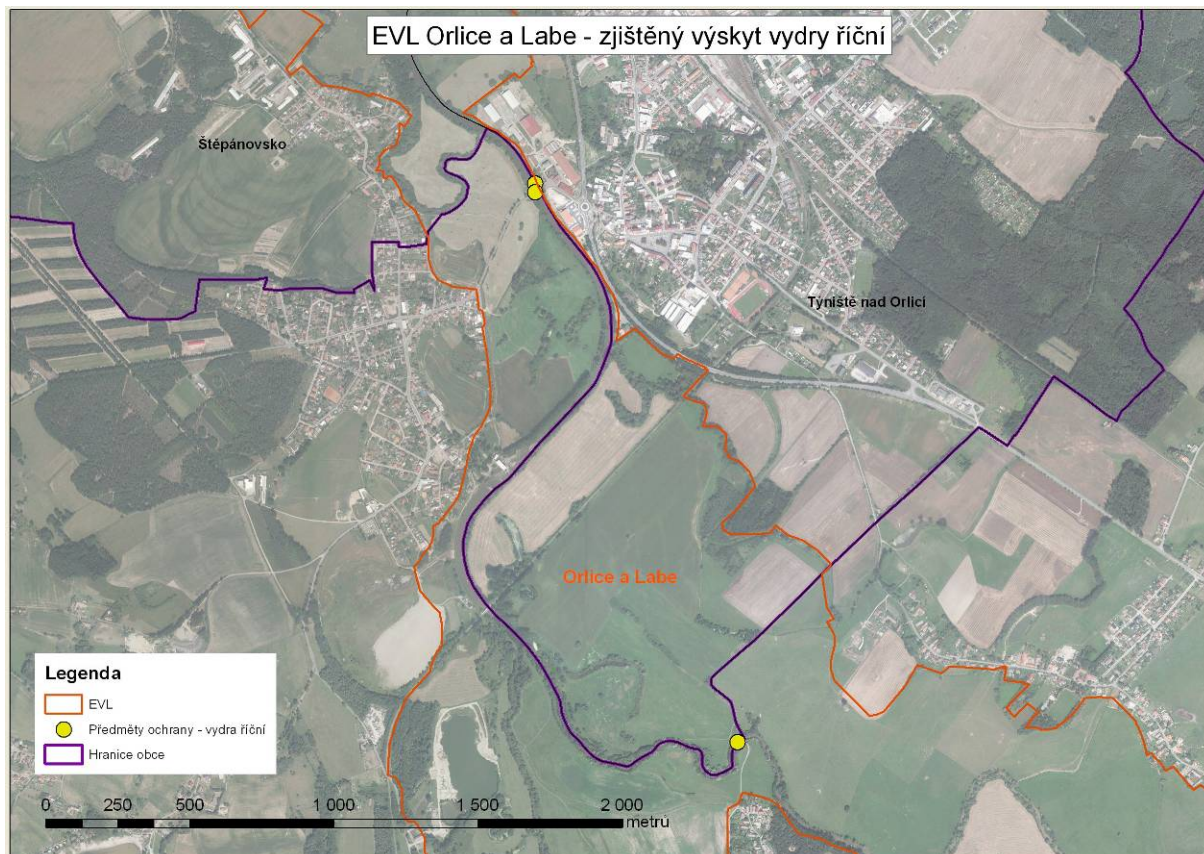 EVL Orlice a Labe - zjištěný výskyt vydry říční
Štěpánovsko
Týniště nad Orlicí
Orlice a Labe
Legenda
EVL
Předměty ochrany - vydra říční
Hranice obce
0 250 500 1 000 1 500 2 000
metrů